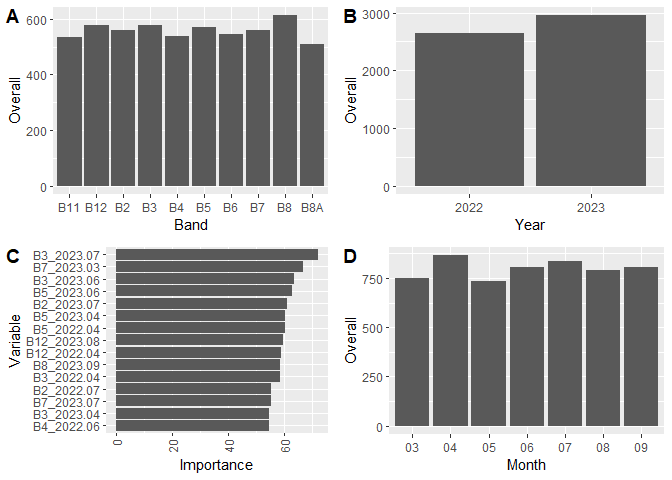 A
Overall
600
400
200
0
B11 B12 B2 B3 B4 B5 B6 B7 B8 B8A
Band
B
Overall
3000
2000
1000
0
2022 2023
Year
C
Variable
B3_2023.07
B7_2023.03
B3_2023.06
B5_2023.06
B2_2023.07
B5_2023.04
B5_2022.04
B12_2023.08
B12_2022.04
B8_2023.09
B3_2022.04
B2_2022.07
B7_2023.07
B3_2023.04
B4_2022.06
0 20 40 60
Importance
D
Overall
750
500
250
0
03 04 05 06 07 08 09
Month